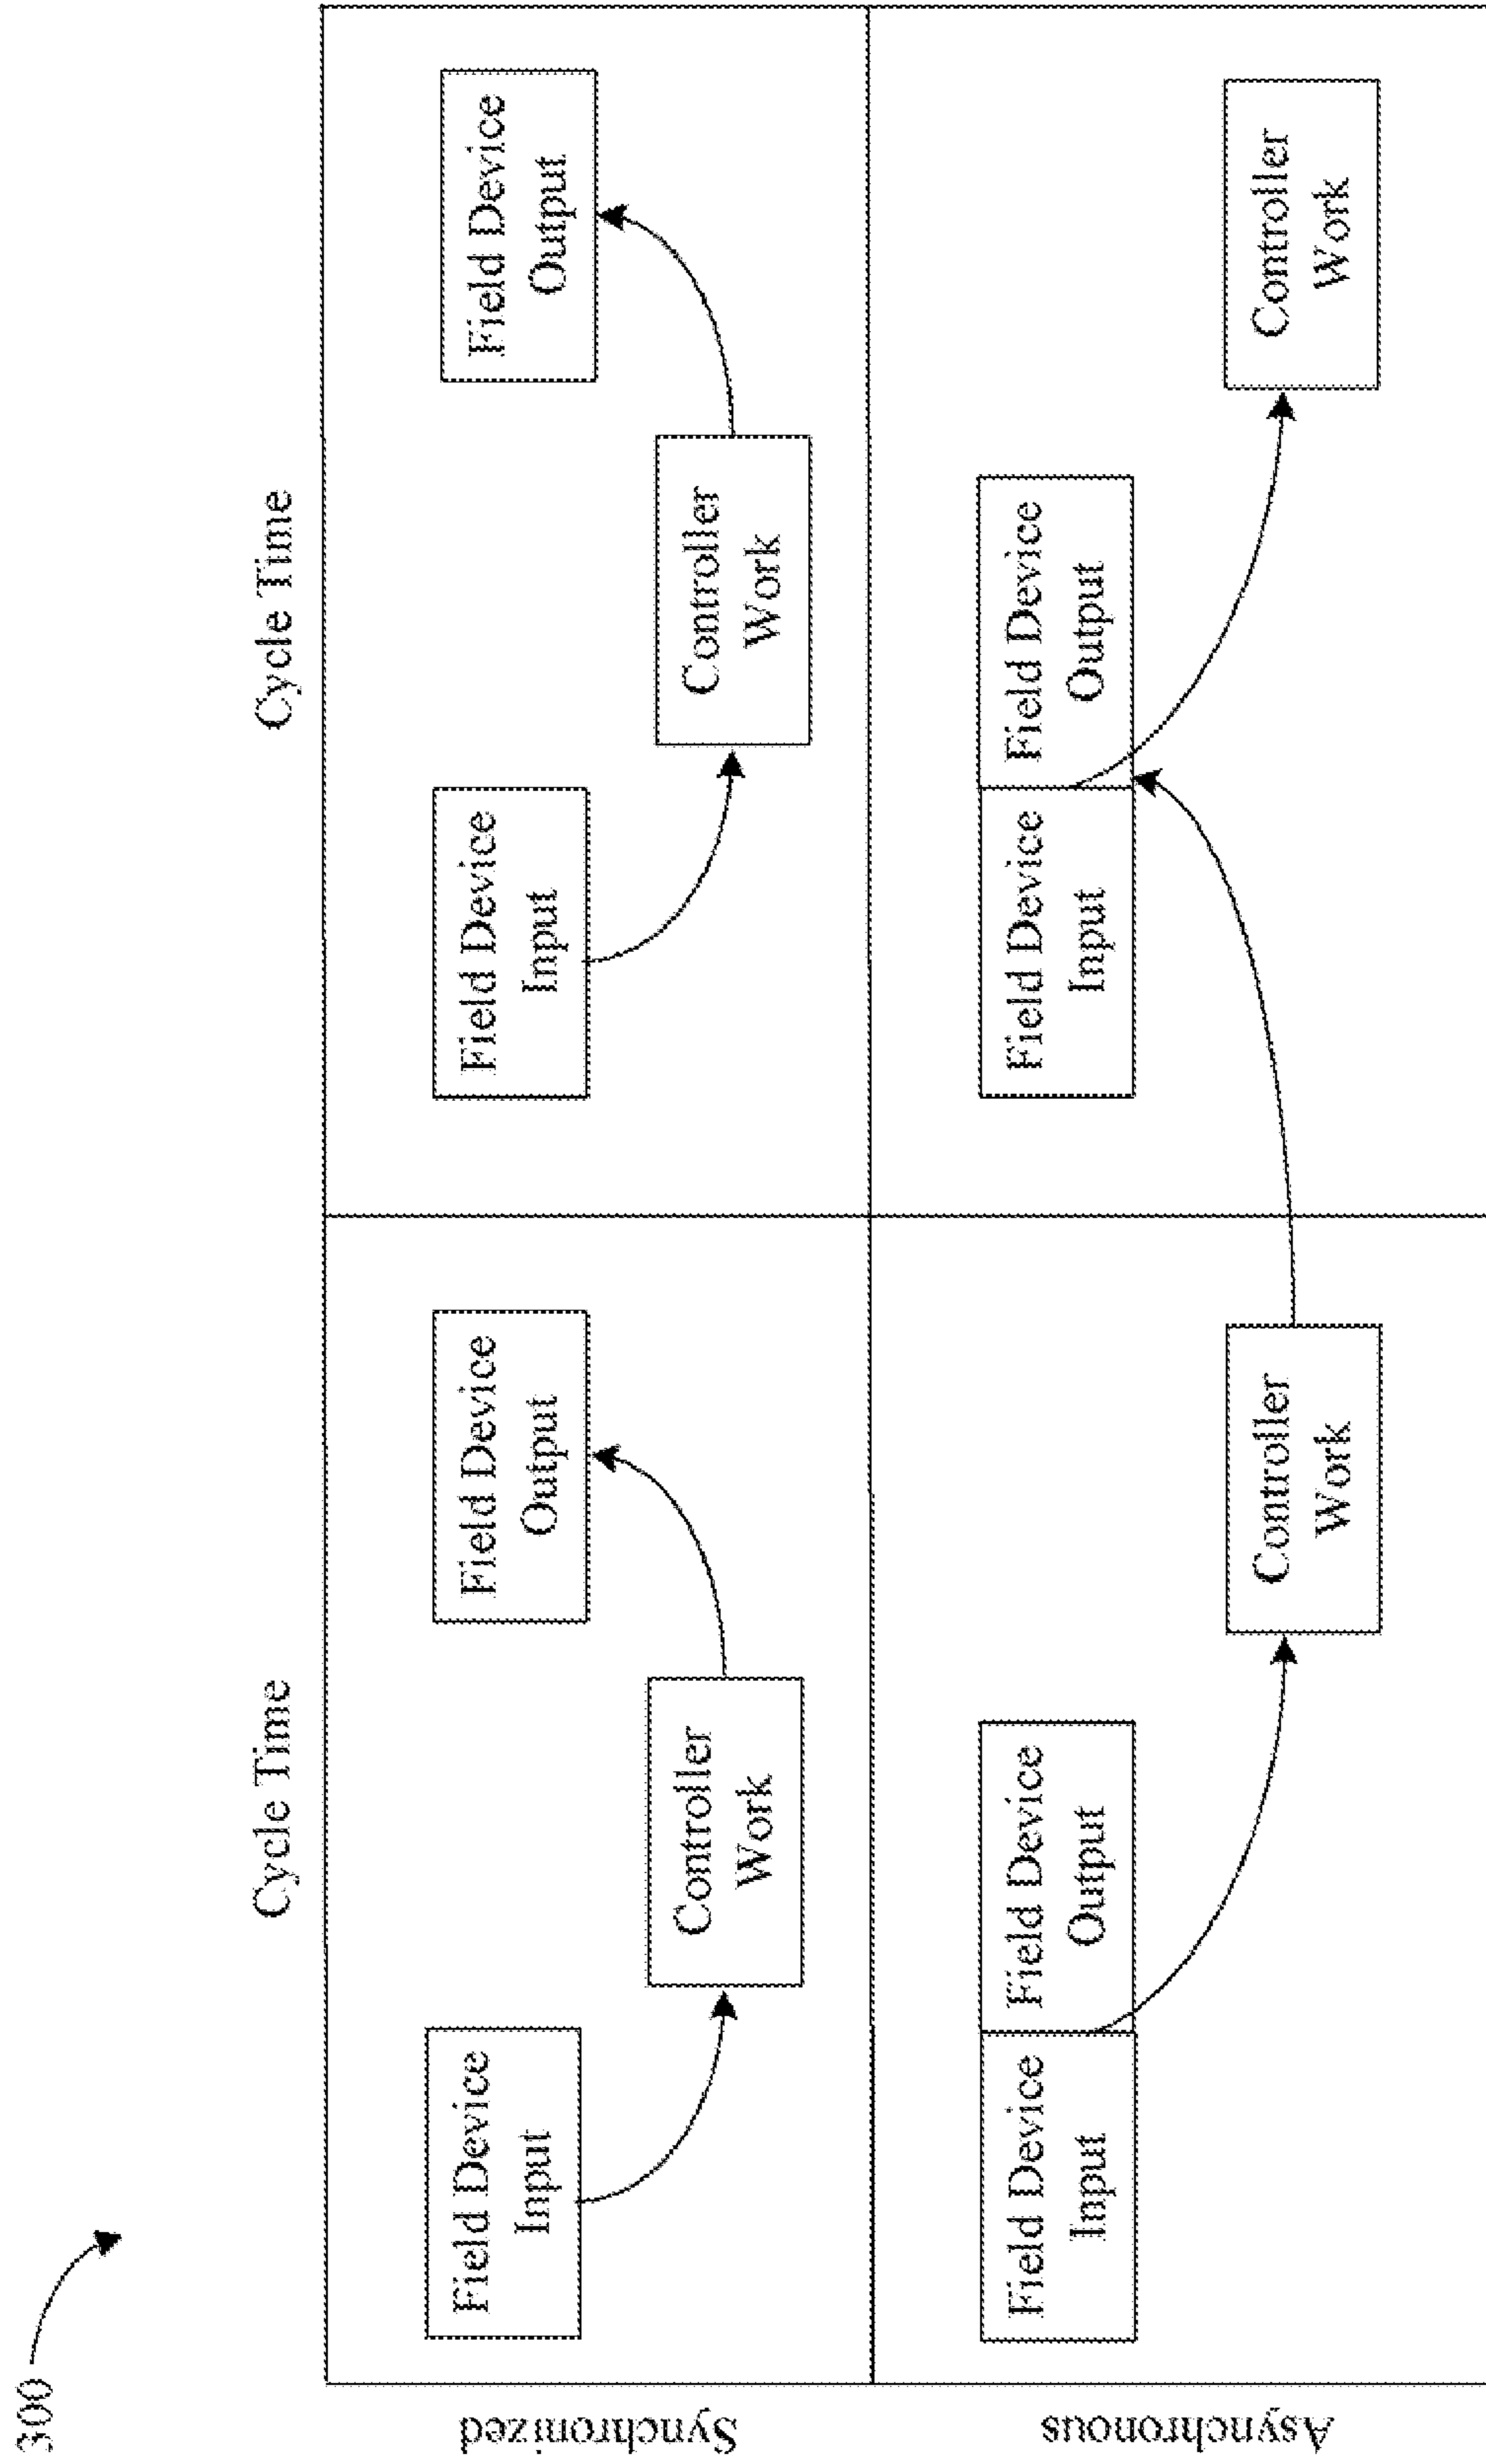 300
Cycle Time
Cycle Time
Synchronized
Field Device
Input
Controller
Work
Field Device
Output
Field Device
Input
Controller
Work
Field Device
Output
Asynchronous
Field Device
Input
Field Device
Output
Controller
Work
Field Device
Input
Field Device
Output
Controller
Work